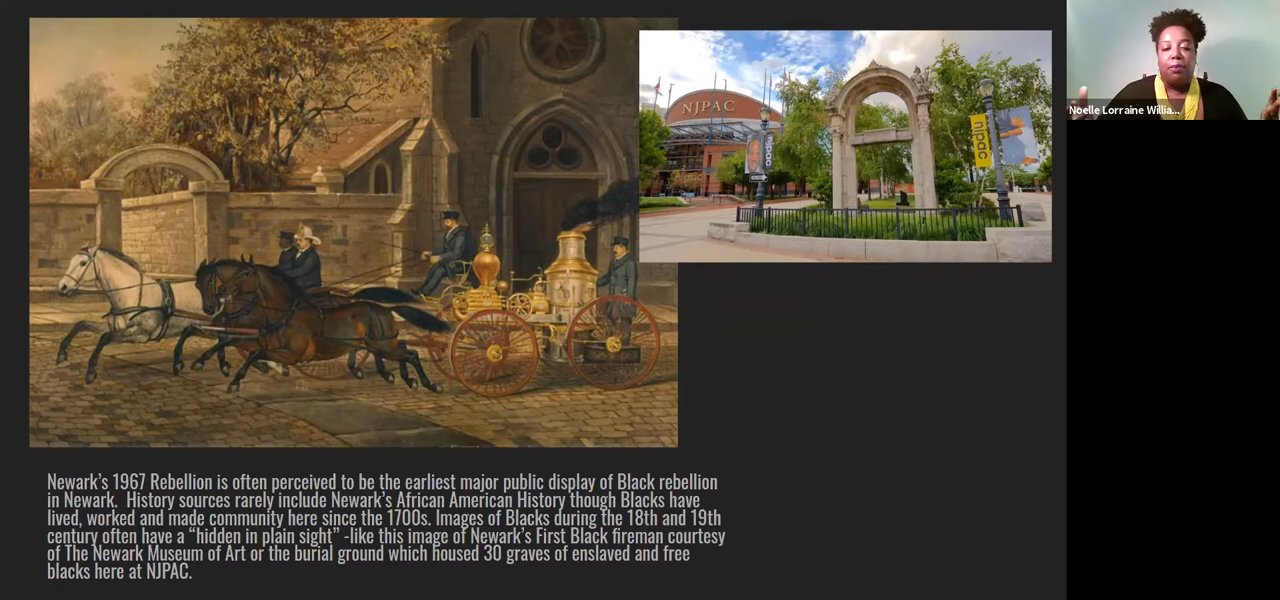 NJPAC
njpac
njpac
Noelle Lorraine Willia...
Newark's 1967 Rebellion is often perceived to be the earliest major public display of Black rebellion
in Newark.  History sources rarely include Newark's African American History though Blacks have
lived, worked and made community here since the 1700s. Images of Blacks during the 18th and 19th
century often have a “hidden in plain sight” -like this image of Newark's First Black fireman courtesy
of The Newark Museum of Art or the burial ground which housed 30 graves of enslaved and free
blacks here at NJPAC.